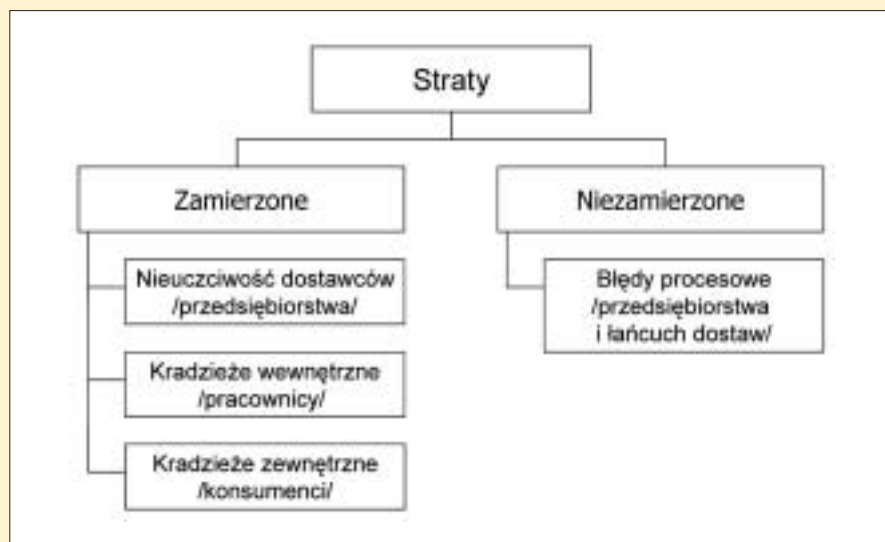 Straty
Zamierzone
Niezamierzone
Nieuczciwość dostawców
/przedsiębiorstwa/
Kradzieże wewnętrzne
/pracownicy/
Kradzieże zewnętrzne
/konsumenci/
Błędy procesowe
/przedsiębiorstwa
i łańcuch dostaw/